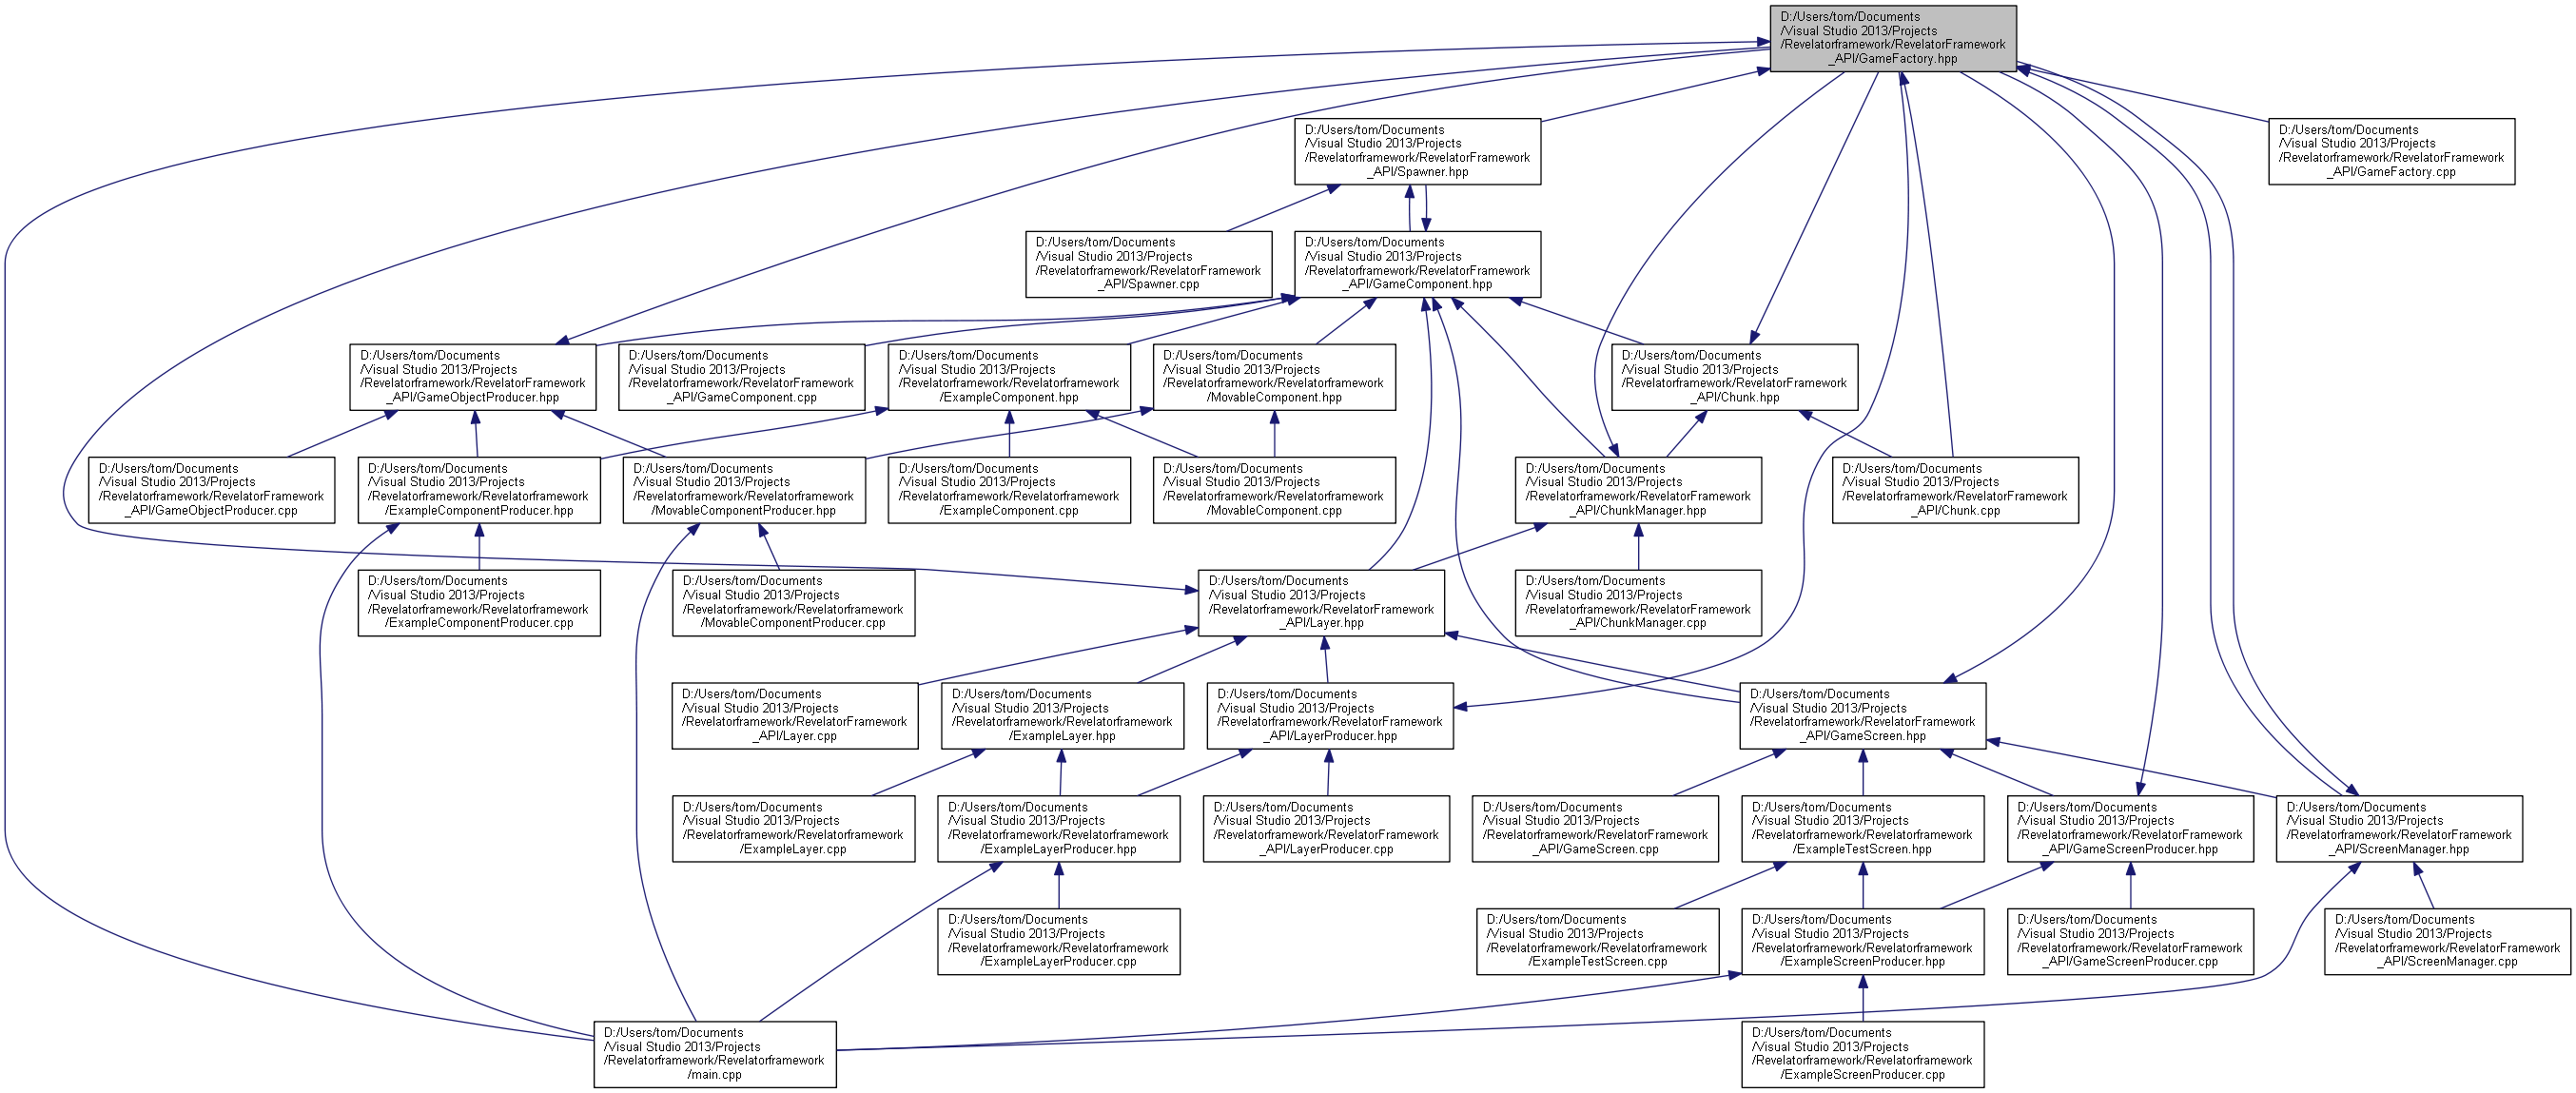 D:/Users/tom/Documents
/Visual Studio 2013/Projects
/Revelatorframework/RevelatorFramework
_API/GameFactory.hpp
D:/Users/tom/Documents
/Visual Studio 2013/Projects
/Revelatorframework/RevelatorFramework
_API/Spawner.hpp
D:/Users/tom/Documents
/Visual Studio 2013/Projects
/Revelatorframework/RevelatorFramework
_API/GameFactory.cpp
D:/Users/tom/Documents
/Visual Studio 2013/Projects
/Revelatorframework/RevelatorFramework
_API/Spawner.cpp
D:/Users/tom/Documents
/Visual Studio 2013/Projects
/Revelatorframework/RevelatorFramework
_API/GameComponent.hpp
D:/Users/tom/Documents
/Visual Studio 2013/Projects
/Revelatorframework/RevelatorFramework
_API/GameObjectProducer.hpp
D:/Users/tom/Documents
/Visual Studio 2013/Projects
/Revelatorframework/RevelatorFramework
_API/GameComponent.cpp
D:/Users/tom/Documents
/Visual Studio 2013/Projects
/Revelatorframework/Revelatorframework
/ExampleComponent.hpp
D:/Users/tom/Documents
/Visual Studio 2013/Projects
/Revelatorframework/Revelatorframework
/MovableComponent.hpp
D:/Users/tom/Documents
/Visual Studio 2013/Projects
/Revelatorframework/RevelatorFramework
_API/Chunk.hpp
D:/Users/tom/Documents
/Visual Studio 2013/Projects
/Revelatorframework/RevelatorFramework
_API/GameObjectProducer.cpp
D:/Users/tom/Documents
/Visual Studio 2013/Projects
/Revelatorframework/Revelatorframework
/ExampleComponentProducer.hpp
D:/Users/tom/Documents
/Visual Studio 2013/Projects
/Revelatorframework/Revelatorframework
/MovableComponentProducer.hpp
D:/Users/tom/Documents
/Visual Studio 2013/Projects
/Revelatorframework/Revelatorframework
/ExampleComponent.cpp
D:/Users/tom/Documents
/Visual Studio 2013/Projects
/Revelatorframework/Revelatorframework
/MovableComponent.cpp
D:/Users/tom/Documents
/Visual Studio 2013/Projects
/Revelatorframework/RevelatorFramework
_API/ChunkManager.hpp
D:/Users/tom/Documents
/Visual Studio 2013/Projects
/Revelatorframework/RevelatorFramework
_API/Chunk.cpp
D:/Users/tom/Documents
/Visual Studio 2013/Projects
/Revelatorframework/Revelatorframework
/ExampleComponentProducer.cpp
D:/Users/tom/Documents
/Visual Studio 2013/Projects
/Revelatorframework/Revelatorframework
/MovableComponentProducer.cpp
D:/Users/tom/Documents
/Visual Studio 2013/Projects
/Revelatorframework/RevelatorFramework
_API/Layer.hpp
D:/Users/tom/Documents
/Visual Studio 2013/Projects
/Revelatorframework/RevelatorFramework
_API/ChunkManager.cpp
D:/Users/tom/Documents
/Visual Studio 2013/Projects
/Revelatorframework/RevelatorFramework
_API/Layer.cpp
D:/Users/tom/Documents
/Visual Studio 2013/Projects
/Revelatorframework/Revelatorframework
/ExampleLayer.hpp
D:/Users/tom/Documents
/Visual Studio 2013/Projects
/Revelatorframework/RevelatorFramework
_API/LayerProducer.hpp
D:/Users/tom/Documents
/Visual Studio 2013/Projects
/Revelatorframework/RevelatorFramework
_API/GameScreen.hpp
D:/Users/tom/Documents
/Visual Studio 2013/Projects
/Revelatorframework/Revelatorframework
/ExampleLayer.cpp
D:/Users/tom/Documents
/Visual Studio 2013/Projects
/Revelatorframework/Revelatorframework
/ExampleLayerProducer.hpp
D:/Users/tom/Documents
/Visual Studio 2013/Projects
/Revelatorframework/RevelatorFramework
_API/LayerProducer.cpp
D:/Users/tom/Documents
/Visual Studio 2013/Projects
/Revelatorframework/RevelatorFramework
_API/GameScreen.cpp
D:/Users/tom/Documents
/Visual Studio 2013/Projects
/Revelatorframework/Revelatorframework
/ExampleTestScreen.hpp
D:/Users/tom/Documents
/Visual Studio 2013/Projects
/Revelatorframework/RevelatorFramework
_API/GameScreenProducer.hpp
D:/Users/tom/Documents
/Visual Studio 2013/Projects
/Revelatorframework/RevelatorFramework
_API/ScreenManager.hpp
D:/Users/tom/Documents
/Visual Studio 2013/Projects
/Revelatorframework/Revelatorframework
/ExampleLayerProducer.cpp
D:/Users/tom/Documents
/Visual Studio 2013/Projects
/Revelatorframework/Revelatorframework
/ExampleTestScreen.cpp
D:/Users/tom/Documents
/Visual Studio 2013/Projects
/Revelatorframework/Revelatorframework
/ExampleScreenProducer.hpp
D:/Users/tom/Documents
/Visual Studio 2013/Projects
/Revelatorframework/RevelatorFramework
_API/GameScreenProducer.cpp
D:/Users/tom/Documents
/Visual Studio 2013/Projects
/Revelatorframework/RevelatorFramework
_API/ScreenManager.cpp
D:/Users/tom/Documents
/Visual Studio 2013/Projects
/Revelatorframework/Revelatorframework
/main.cpp
D:/Users/tom/Documents
/Visual Studio 2013/Projects
/Revelatorframework/Revelatorframework
/ExampleScreenProducer.cpp